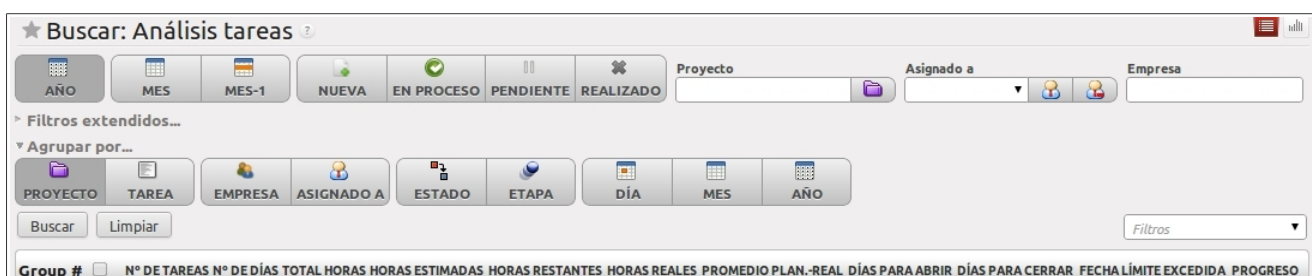 Buscar: Análisis tareas ?
AÑO MES MES-1 NUEVA EN PROCESO PENDIENTE REALIZADO Proyecto Asignado a Empresa
Filtros extendidos...
Agrupar por...
PROYECTO TAREA EMPRESA ASIGNADO A ESTADO ETAPA DÍA MES AÑO
Buscar Limpiar Filtros
Group # Nº DE TAREAS Nº DE DÍAS TOTAL HORAS HORAS ESTIMADAS HORAS RESTANTES HORAS REALES PROMEDIO PLAN.-REAL DÍAS PARA ABRIR DÍAS PARA CERRAR FECHA LÍMITE EXCEDIDA PROGRESO